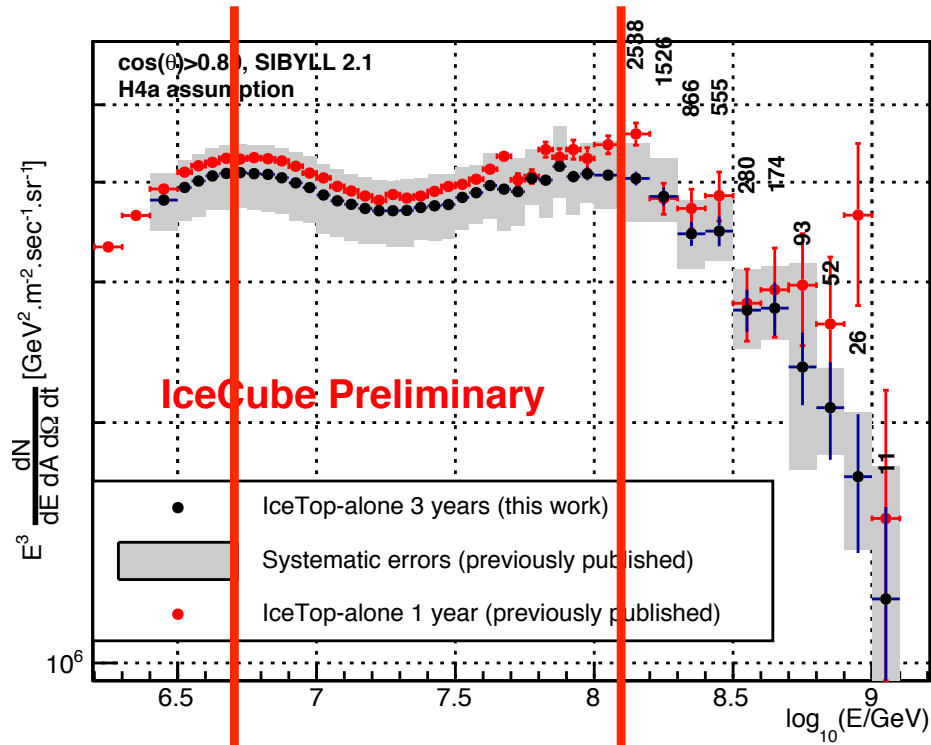 cos(θ)>0.80, SIBYLL 2.1
H4a assumption
2538
1526
866
555
280
174
93
52
26
11
E³ dN/dE dA dΩ dt [GeV².m⁻².sec⁻¹.sr⁻¹]
IceCube Preliminary
IceTop-alone 3 years (this work)
Systematic errors (previously published)
IceTop-alone 1 year (previously published)
10⁶
6.5 7 7.5 8 8.5 9
log₁₀(E/GeV)